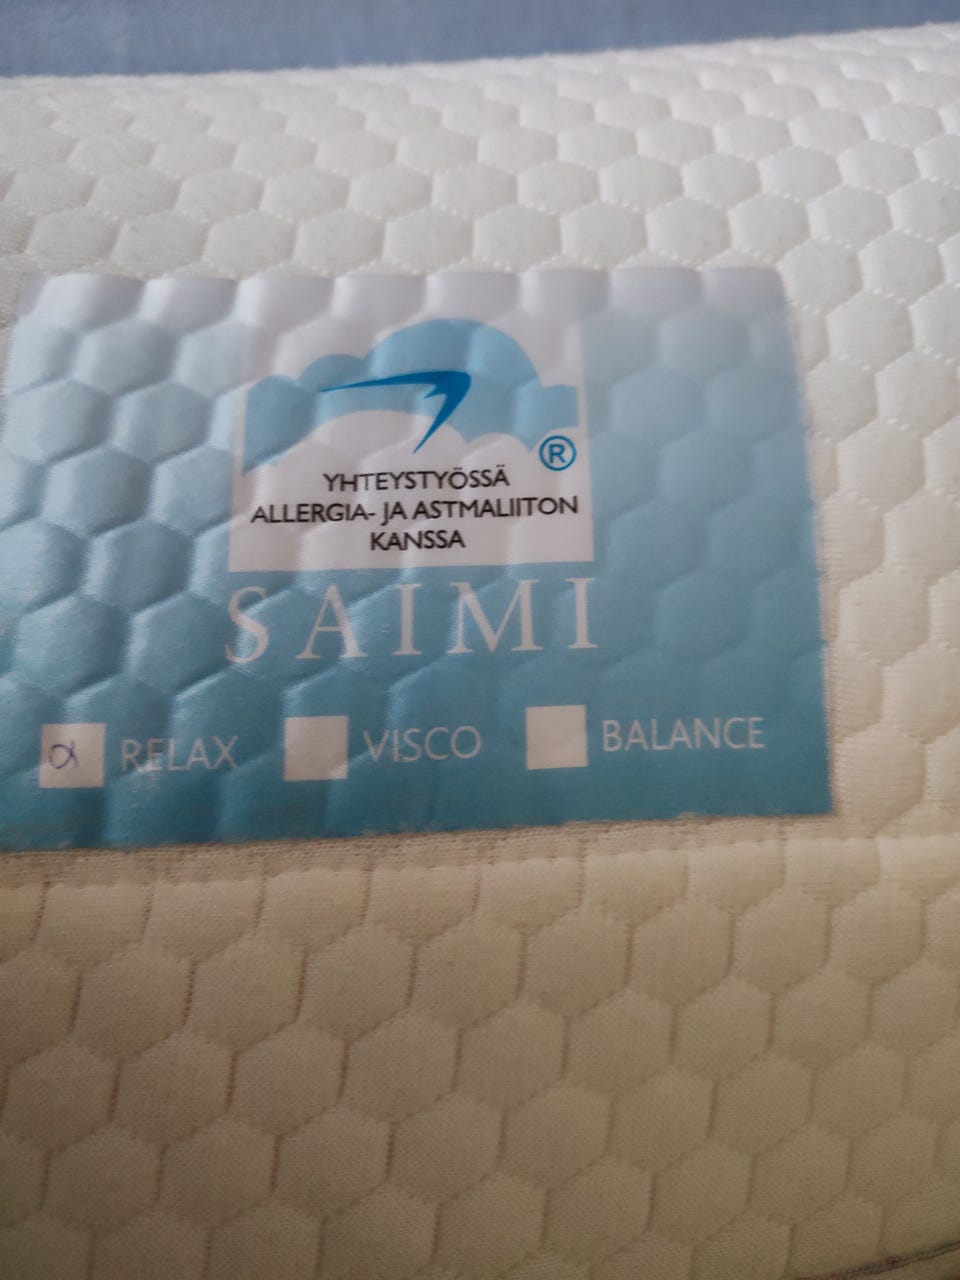 YHTEYSTYÖSSÄ
ALLERGIA- JA ASTMALIITON
KANSSA
®
SAIMI
RELAX VISCO BALANCE